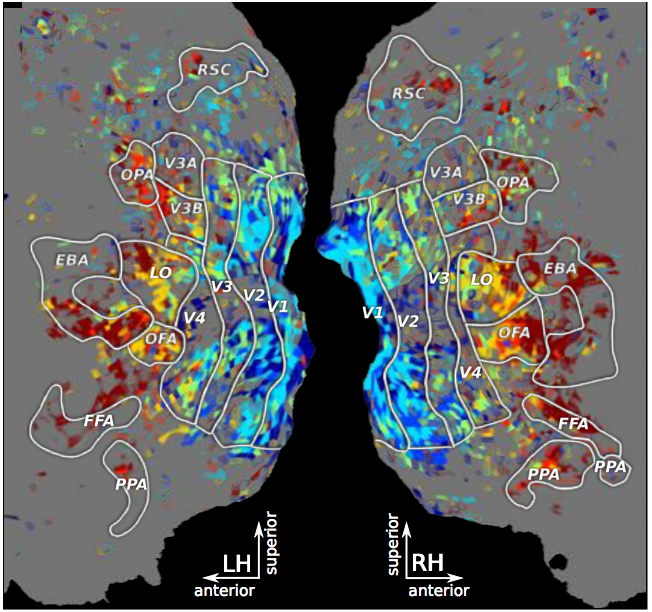 RSC
V3A
OPA
V3B
EBA
LO
V3
V2
V1
V4
OFA
FFA
PPA
LH
superior
anterior
RSC
V3A
OPA
V3B
EBA
LO
V3
V1
V2
OFA
V4
FFA
PPA
PPA
superior
RH
anterior